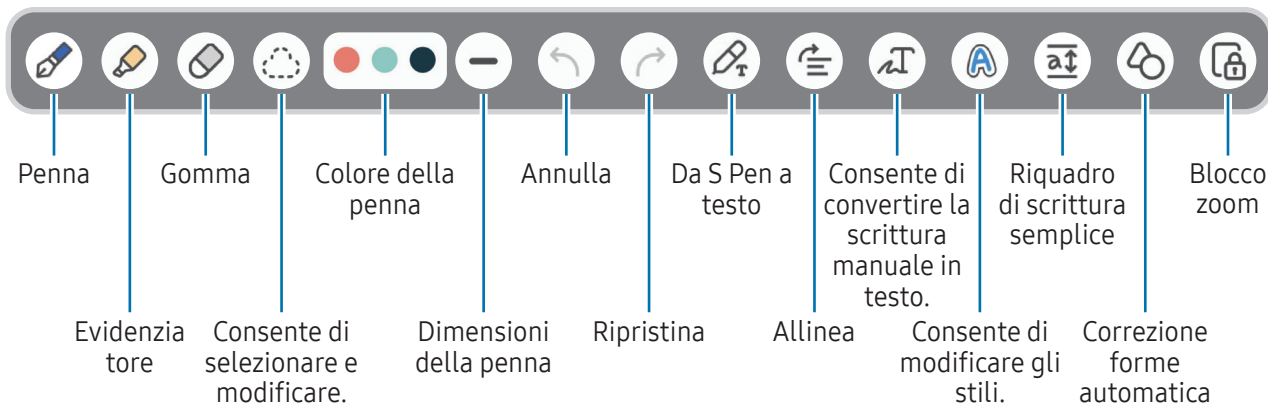 Penna
Gomma
Colore della
penna
Annulla
Da S Pen a
testo
Consente di
convertire la
scrittura
manuale in
testo.
Riquadro
di scrittura
semplice
Blocco
zoom
Evidenzia
tore
Consente di
selezionare e
modificare.
Dimensioni
della penna
Ripristina
Allinea
Consente di
modificare gli
stili.
Correzione
forme
automatica